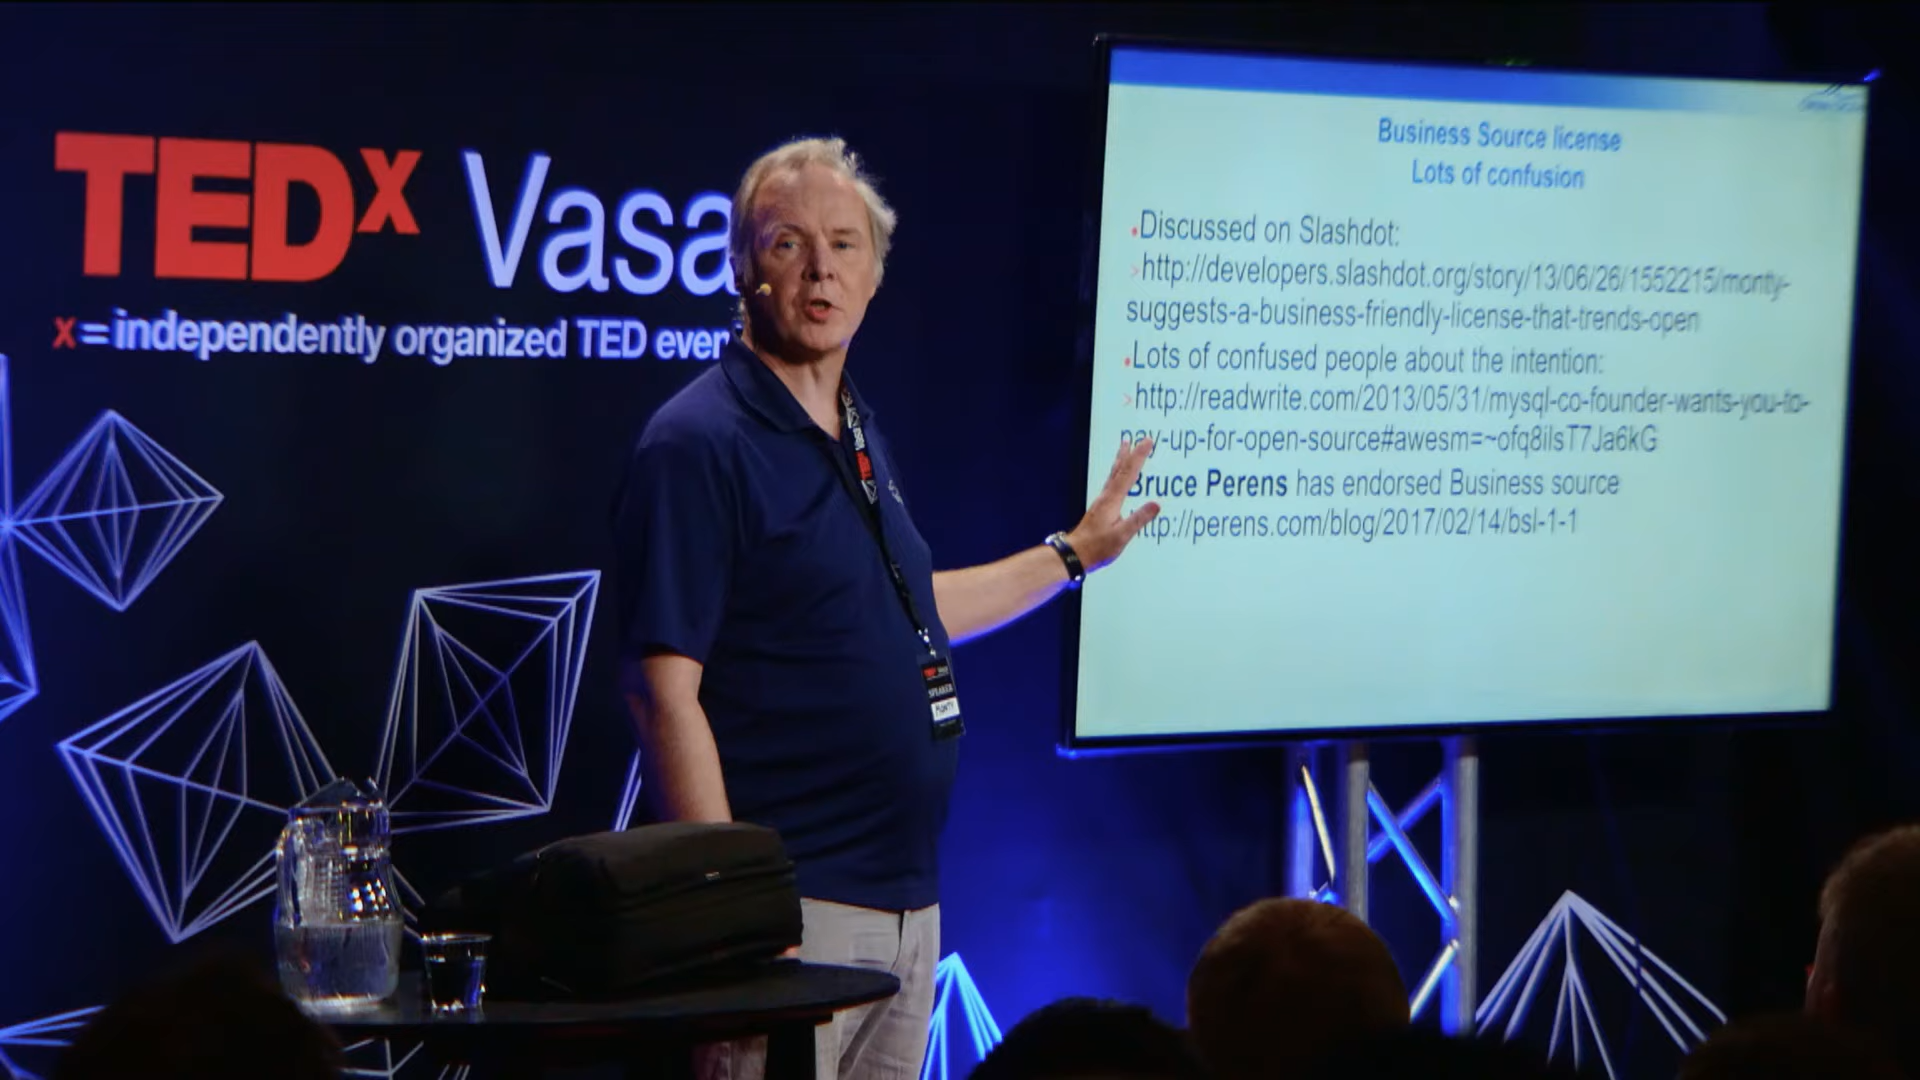 TEDx Vasa
x = independently organized TED even
Business Source license
Lots of confusion
Discussed on Slashdot:
http://developers.slashdot.org/story/13/06/26/1552215/monty-
suggests-a-business-friendly-license-that-trends-open
Lots of confused people about the intention:
http://readwrite.com/2013/05/31/mysql-co-founder-wants-you-to-
pay-up-for-open-source#awesm=~ofq8ilsT7Ja6kG
Bruce Perens has endorsed Business source
http://perens.com/blog/2017/02/14/bsl-1-1
SPEAKER
MONTY